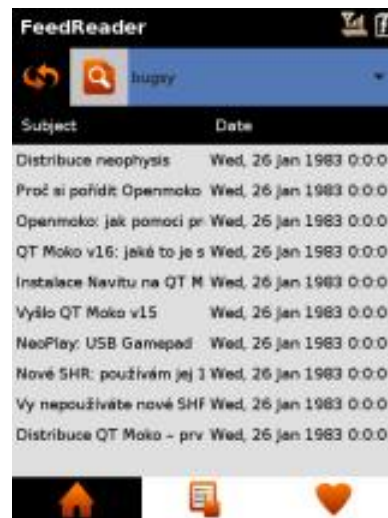 FeedReader
bugsy
Subject Date
Distribuce neophysis Wed, 26 Jan 1983 0:0:0
Proč si pořídit Openmoko Wed, 26 Jan 1983 0:0:0
Openmoko: jak pomoci pr Wed, 26 Jan 1983 0:0:0
QT Moko v16: jaké to je s Wed, 26 Jan 1983 0:0:0
Instalace Navitu na QT M Wed, 26 Jan 1983 0:0:0
Vyšlo QT Moko v15 Wed, 26 Jan 1983 0:0:0
NeoPlay: USB Gamepad Wed, 26 Jan 1983 0:0:0
Nové SHR: používám jej 1 Wed, 26 Jan 1983 0:0:0
Vy nepoužíváte nové SHR Wed, 26 Jan 1983 0:0:0
Distribuce QT Moko – prv Wed, 26 Jan 1983 0:0:0